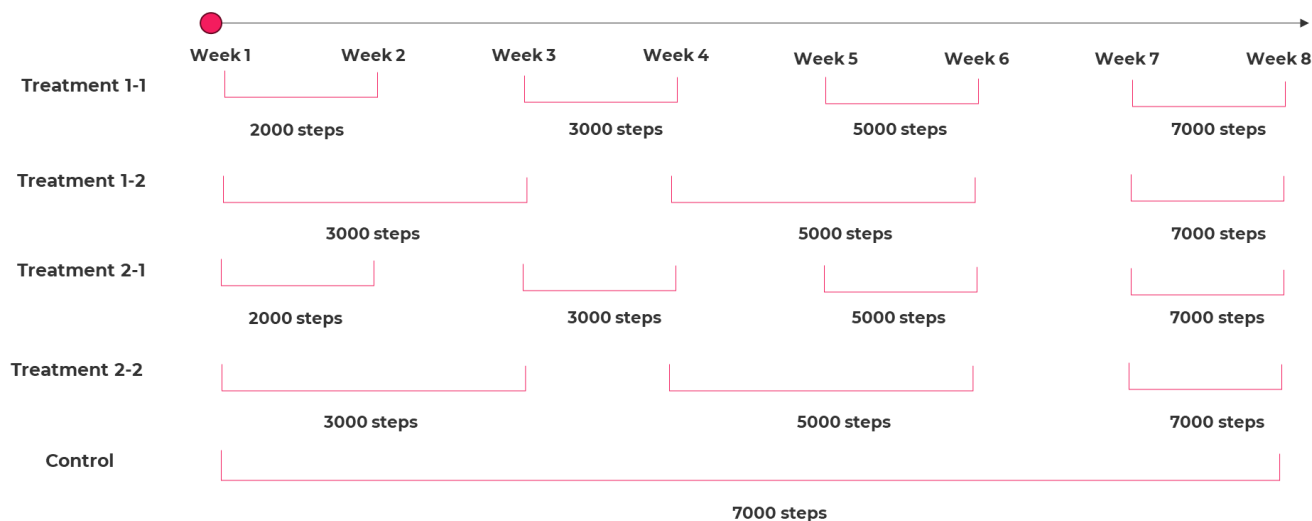 Week 1 Week 2 Week 3 Week 4 Week 5 Week 6 Week 7 Week 8
Treatment 1-1
2000 steps 3000 steps 5000 steps 7000 steps
Treatment 1-2
3000 steps 5000 steps 7000 steps
Treatment 2-1
2000 steps 3000 steps 5000 steps 7000 steps
Treatment 2-2
3000 steps 5000 steps 7000 steps
Control
7000 steps